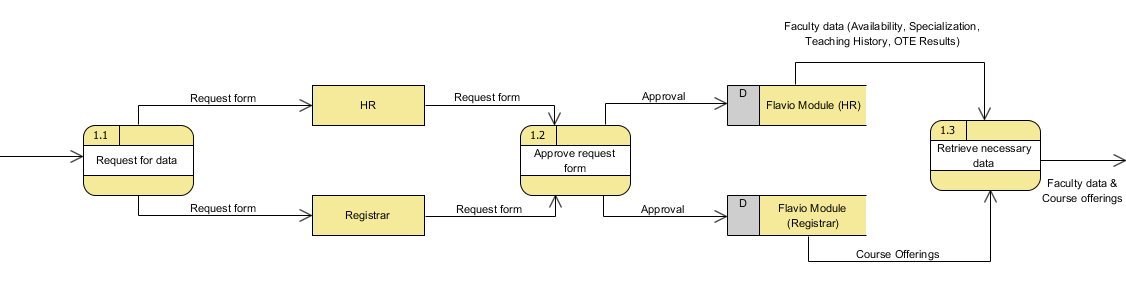 Faculty data (Availability, Specialization,
Teaching History, OTE Results)
Request form
HR
Request form
Approval
D
Flavio Module (HR)
1.1
Request for data
1.2
Approve request
form
1.3
Retrieve necessary
data
Faculty data &
Course offerings
Request form
Registrar
Request form
Approval
D
Flavio Module
(Registrar)
Course Offerings